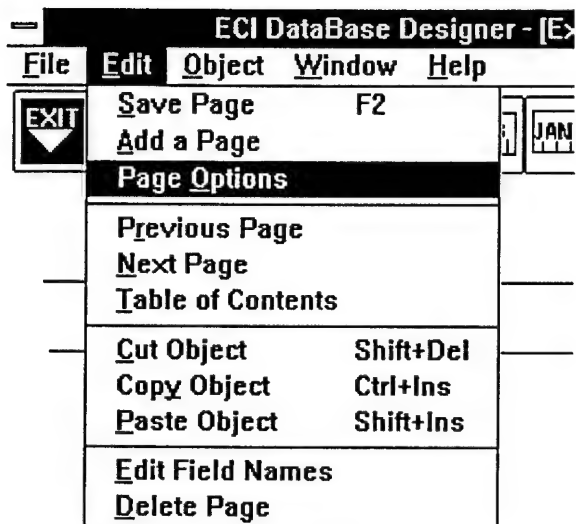 ECI DataBase Designer - [Ex
File Edit Object Window Help
EXIT
JAN
Save Page F2
Add a Page
Page Options
Previous Page
Next Page
Table of Contents
Cut Object Shift+Del
Copy Object Ctrl+Ins
Paste Object Shift+Ins
Edit Field Names
Delete Page